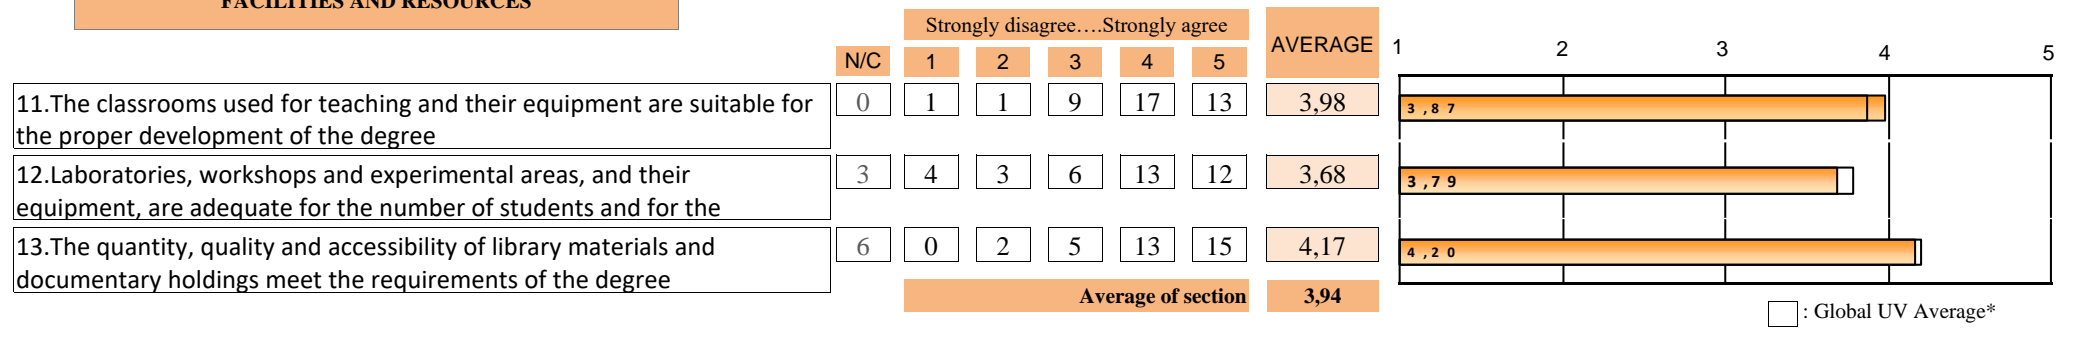 FACILITIES AND RESOURCES
Strongly disagree….Strongly agree
AVERAGE
N/C 1 2 3 4 5
1 2 3 4 5
11.The classrooms used for teaching and their equipment are suitable for
the proper development of the degree
0 1 1 9 17 13 3,98
3,87
12.Laboratories, workshops and experimental areas, and their
equipment, are adequate for the number of students and for the
3 4 3 6 13 12 3,68
3,79
13.The quantity, quality and accessibility of library materials and
documentary holdings meet the requirements of the degree
6 0 2 5 13 15 4,17
4,20
Average of section 3,94
: Global UV Average*